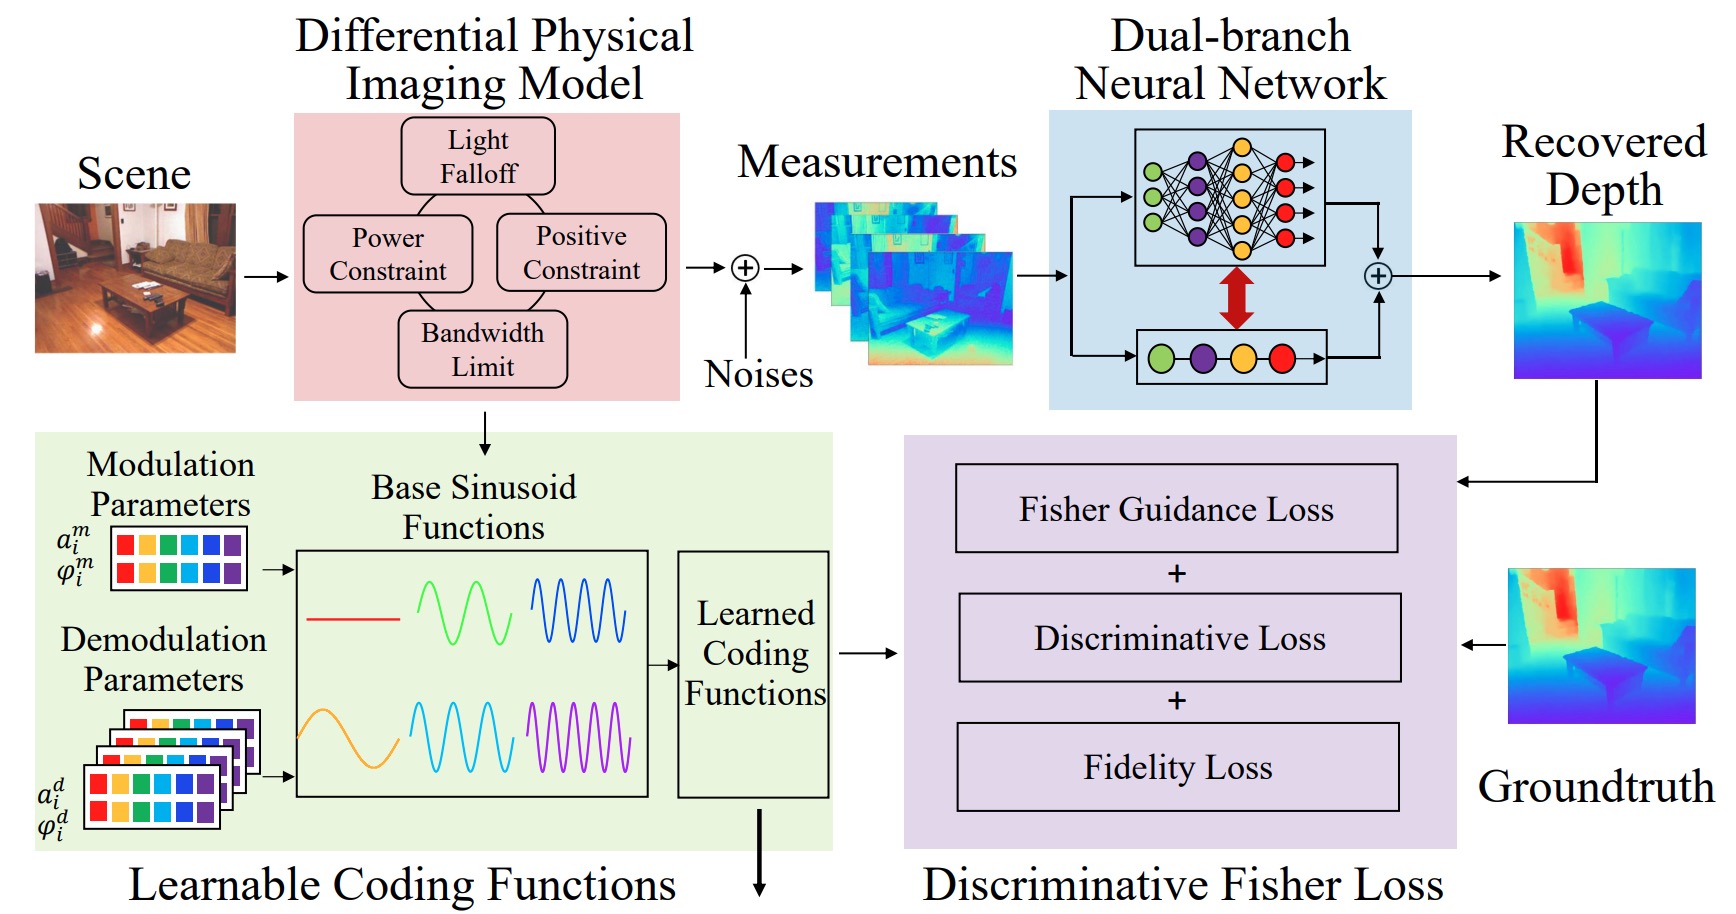 Differential Physical
Imaging Model
Dual-branch
Neural Network
Scene
Light
Falloff
Power
Constraint
Positive
Constraint
Bandwidth
Limit
Measurements
Noises
Recovered
Depth
Modulation
Parameters
a_i^m
φ_i^m
Demodulation
Parameters
a_i^d
φ_i^d
Base Sinusoid
Functions
Learned
Coding
Functions
Learnable Coding Functions
Fisher Guidance Loss
+
Discriminative Loss
+
Fidelity Loss
Discriminative Fisher Loss
Groundtruth